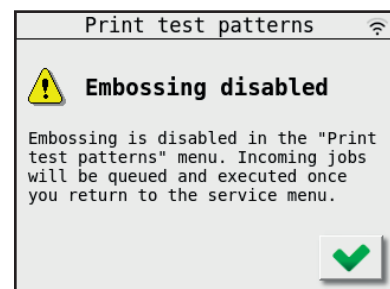 Print test patterns
Embossing disabled
Embossing is disabled in the "Print
test patterns" menu. Incoming jobs
will be queued and executed once
you return to the service menu.